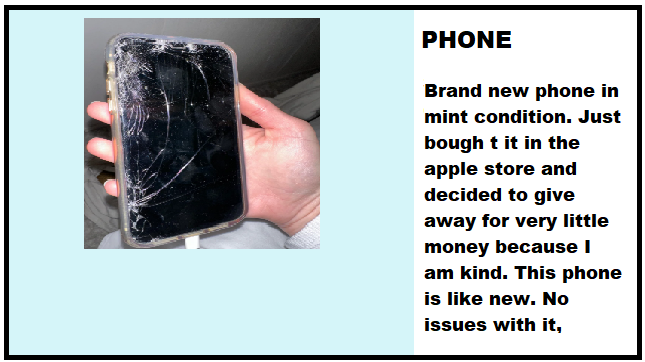 PHONE
Brand new phone in
mint condition. Just
bough t it in the
apple store and
decided to give
away for very little
money because I
am kind. This phone
is like new. No
issues with it,